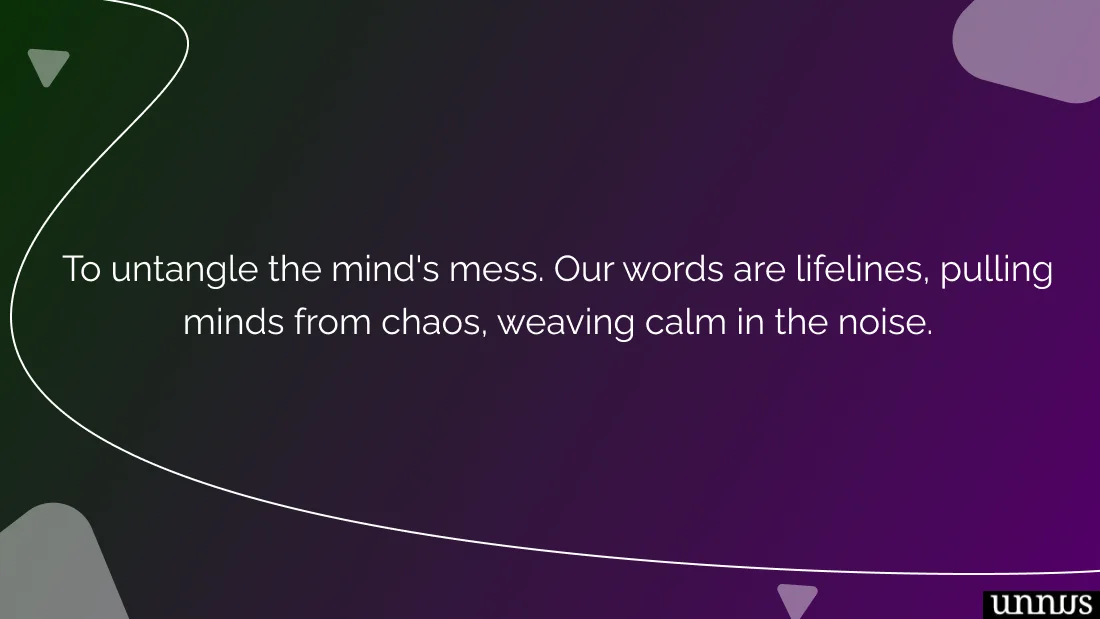 To untangle the mind's mess. Our words are lifelines, pulling
minds from chaos, weaving calm in the noise.
unnus